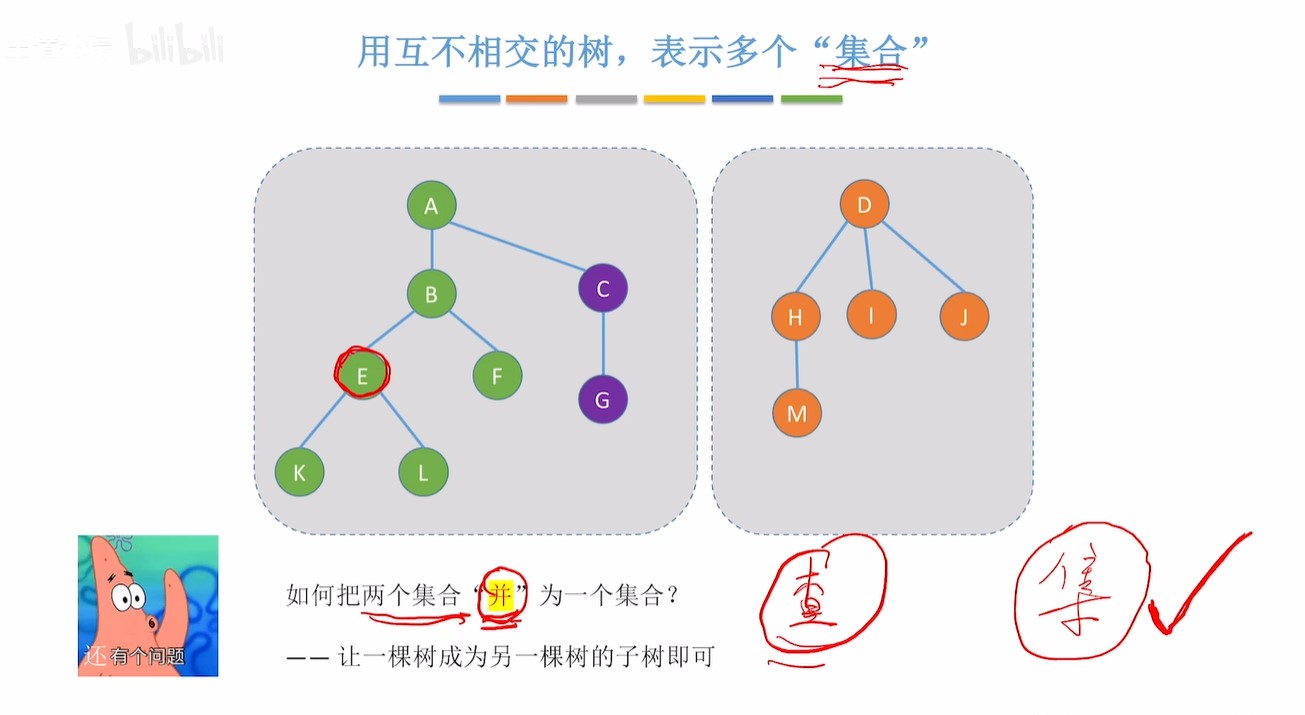 bilibili
用互不相交的树，表示多个“集合”
A
D
B
C
H
I
J
E
F
G
M
K
L
如何把两个集合“并”为一个集合？
查
集
还有个问题
—— 让一棵树成为另一棵树的子树即可